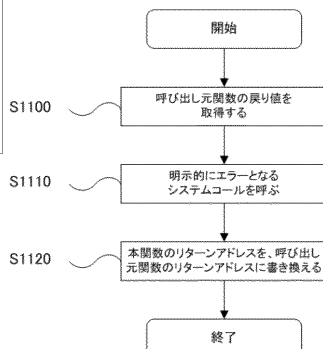 開始
S1100
呼び出し元関数の戻り値を
取得する
S1110
明示的にエラーとなる
システムコールを呼ぶ
S1120
本関数のリターンアドレスを、呼び出し
元関数のリターンアドレスに書き換える
終了